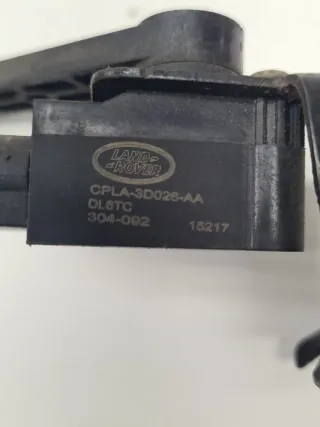 LAND-
-ROVER
CPLA-3D026-AA
DL8TC
304-092 15217